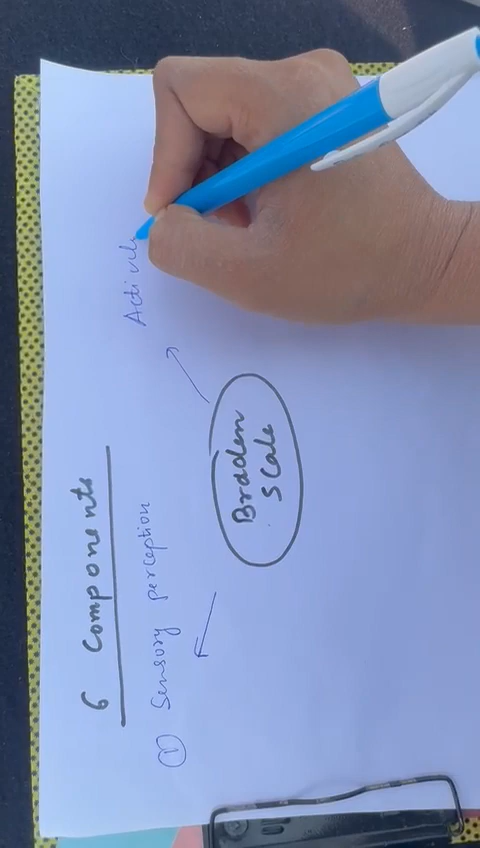 6 Components
① Sensory perception
Activi
Braden
Scale